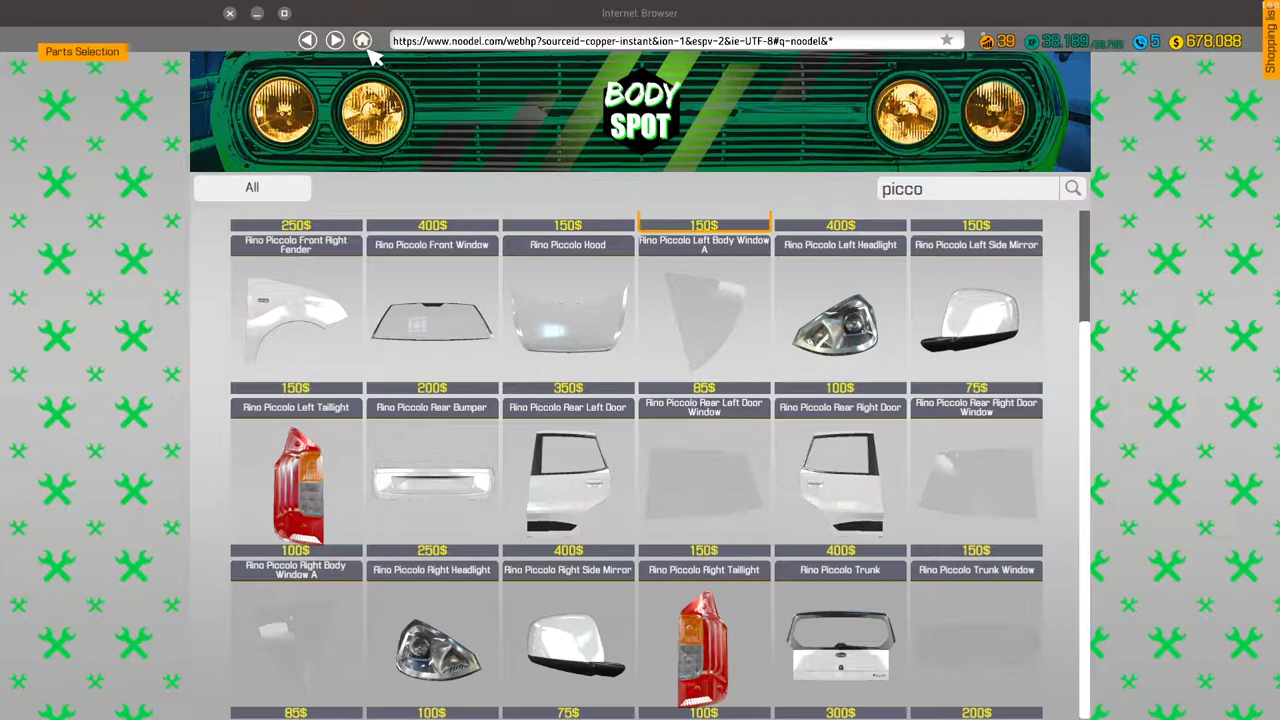 Internet Browser
https://www.noodel.com/webhp?sourceid-copper-instant&ion-1&espv-2&ie-UTF-8#q-noodel&*
39
5
678.088
Parts Selection
Shopping list
BODY
SPOT
All
picco
250$ 400$ 150$ 150$ 400$ 150$
Rino Piccolo Front Right
Fender
Rino Piccolo Front Window
Rino Piccolo Hood
Rino Piccolo Left Body Window
A
Rino Piccolo Left Headlight
Rino Piccolo Left Side Mirror
150$ 200$ 350$ 85$ 100$ 75$
Rino Piccolo Left Taillight
Rino Piccolo Rear Bumper
Rino Piccolo Rear Left Door
Rino Piccolo Rear Left Door
Window
Rino Piccolo Rear Right Door
Rino Piccolo Rear Right Door
Window
100$ 250$ 400$ 150$ 400$ 150$
Rino Piccolo Right Body
Window A
Rino Piccolo Right Headlight
Rino Piccolo Right Side Mirror
Rino Piccolo Right Taillight
Rino Piccolo Trunk
Rino Piccolo Trunk Window
85$ 100$ 75$ 100$ 300$ 200$